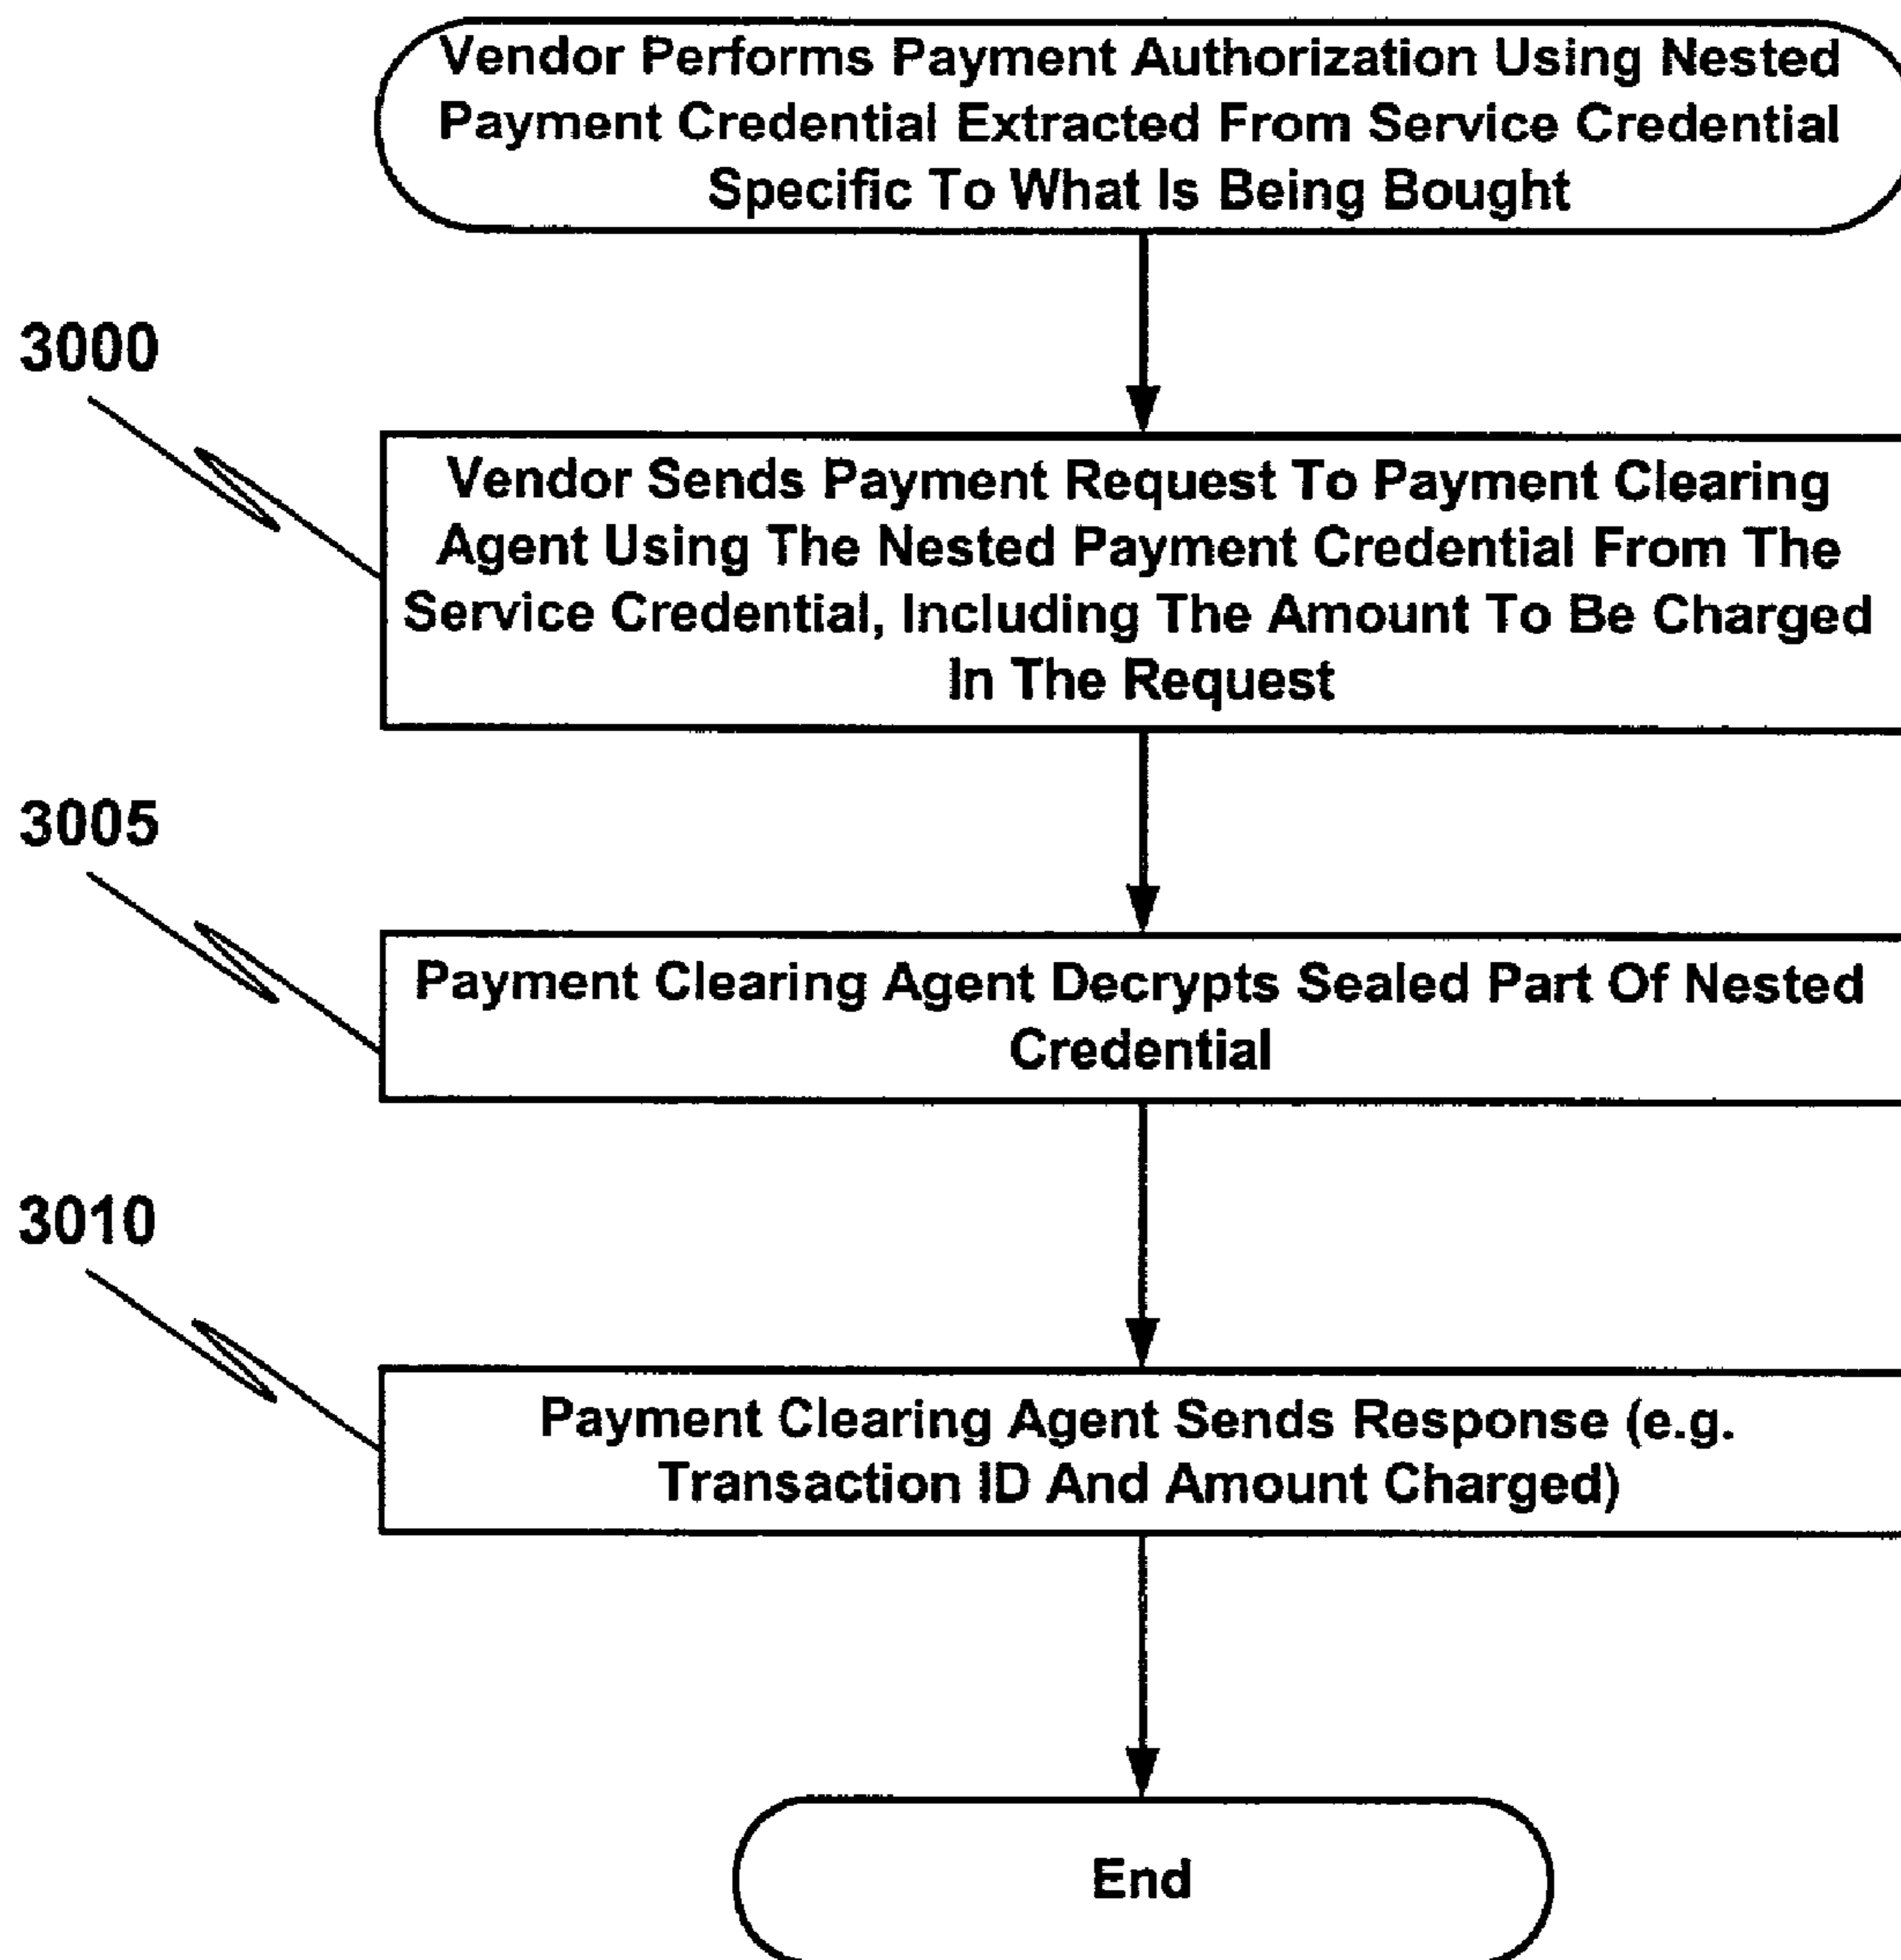 Vendor Performs Payment Authorization Using Nested
Payment Credential Extracted From Service Credential
Specific To What Is Being Bought
3000
Vendor Sends Payment Request To Payment Clearing
Agent Using The Nested Payment Credential From The
Service Credential, Including The Amount To Be Charged
In The Request
3005
Payment Clearing Agent Decrypts Sealed Part Of Nested
Credential
3010
Payment Clearing Agent Sends Response (e.g.
Transaction ID And Amount Charged)
End